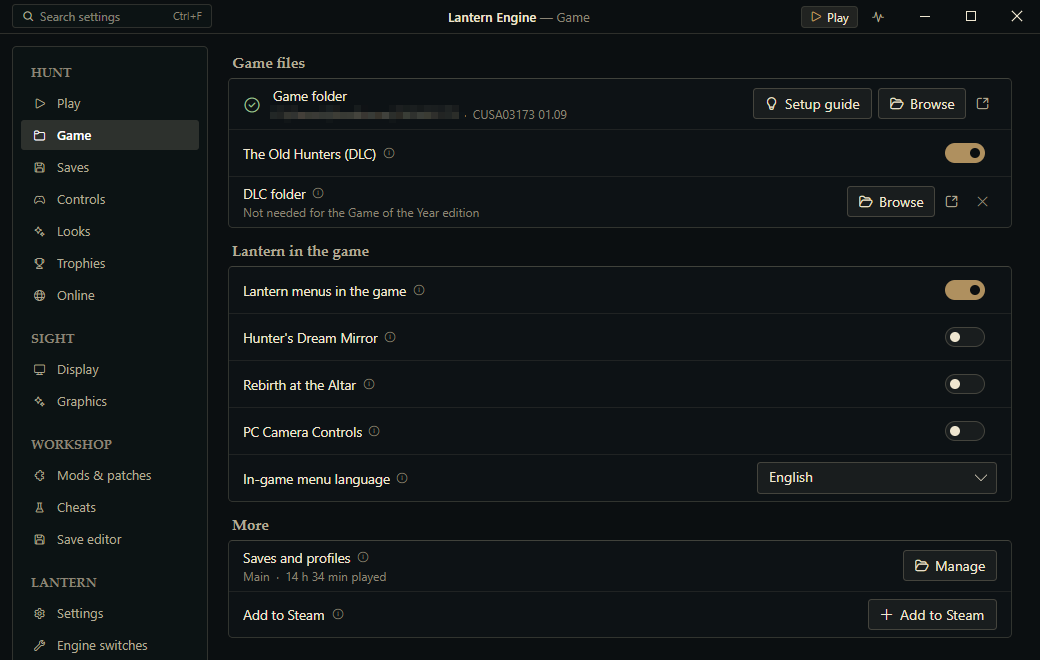 Search settings Ctrl+F
Lantern Engine — Game
Play
HUNT
Play
Game
Saves
Controls
Looks
Trophies
Online
SIGHT
Display
Graphics
WORKSHOP
Mods & patches
Cheats
Save editor
LANTERN
Settings
Engine switches
Game files
Game folder
· CUSA03173 01.09
Setup guide
Browse
The Old Hunters (DLC)
DLC folder
Not needed for the Game of the Year edition
Browse
Lantern in the game
Lantern menus in the game
Hunter's Dream Mirror
Rebirth at the Altar
PC Camera Controls
In-game menu language
English
More
Saves and profiles
Main · 14 h 34 min played
Manage
Add to Steam
Add to Steam